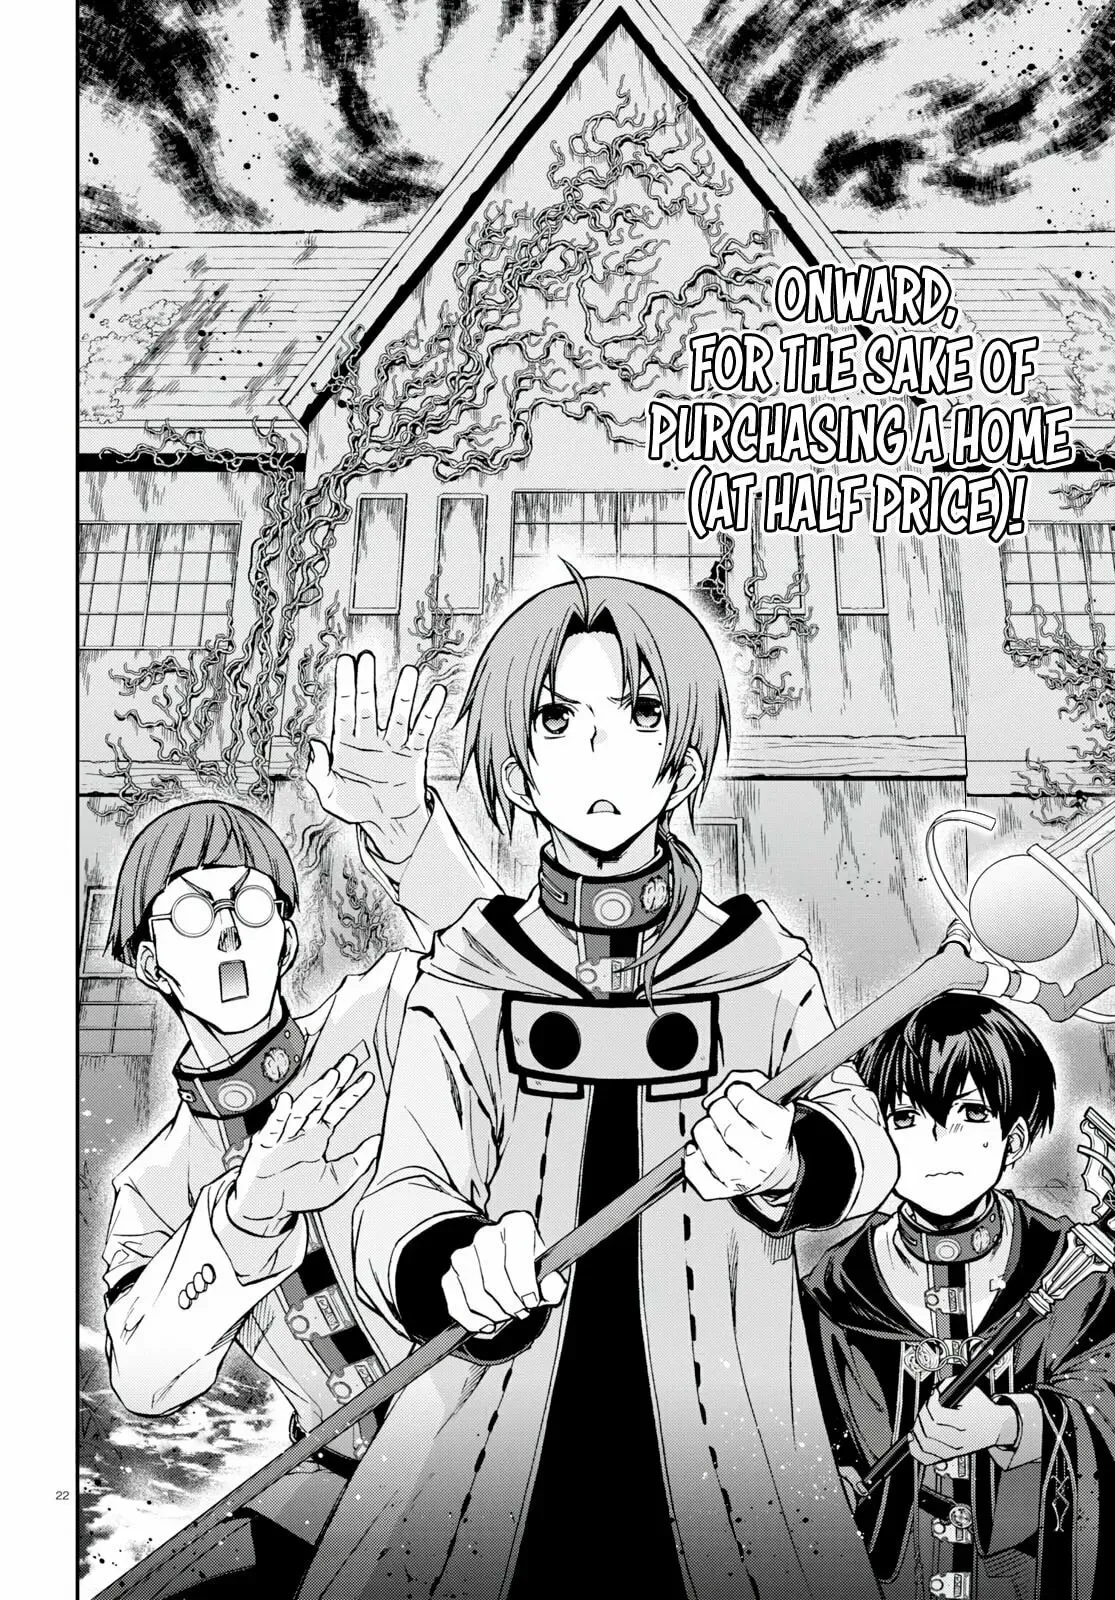 ONWARD,
FOR THE SAKE OF
PURCHASING A HOME
(AT HALF PRICE)!
22